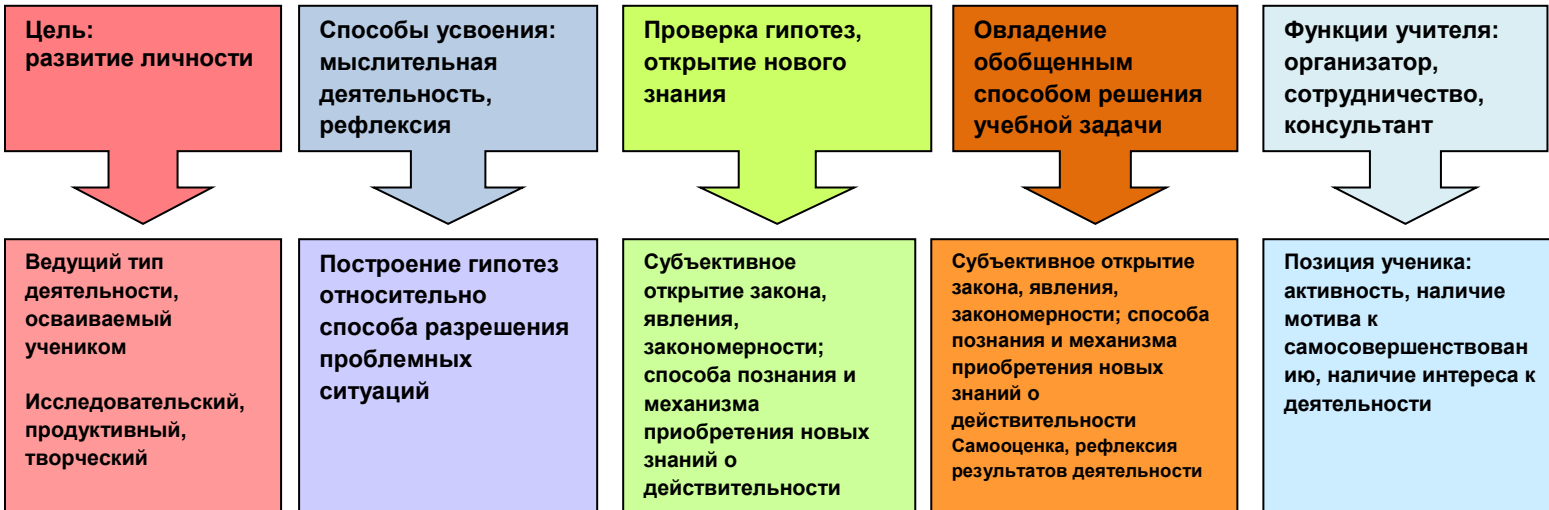 Цель:
развитие личности
Способы усвоения:
мыслительная
деятельность,
рефлексия
Проверка гипотез,
открытие нового
знания
Овладение
обобщенным
способом решения
учебной задачи
Функции учителя:
организатор,
сотрудничество,
консультант
Ведущий тип
деятельности,
осваиваемый
учеником
Исследовательский,
продуктивный,
творческий
Построение гипотез
относительно
способа разрешения
проблемных
ситуаций
Субъективное
открытие закона,
явления,
закономерности;
способа познания и
механизма
приобретения новых
знаний о
действительности
Субъективное открытие
закона, явления,
закономерности; способа
познания и механизма
приобретения новых
знаний о
действительности
Самооценка, рефлексия
результатов деятельности
Позиция ученика:
активность, наличие
мотива к
самосовершенствован
ию, наличие интереса к
деятельности